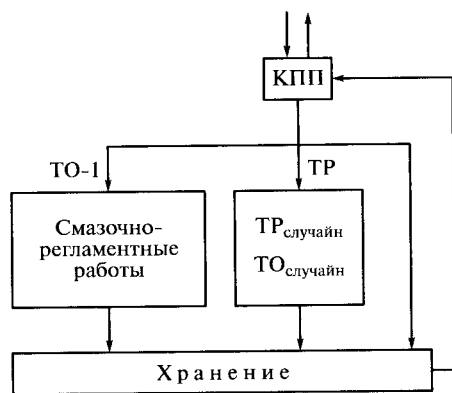 КПП
ТО-1
ТР
Смазочно-
регламентные
работы
ТРслучайн
ТОслучайн
Хранение